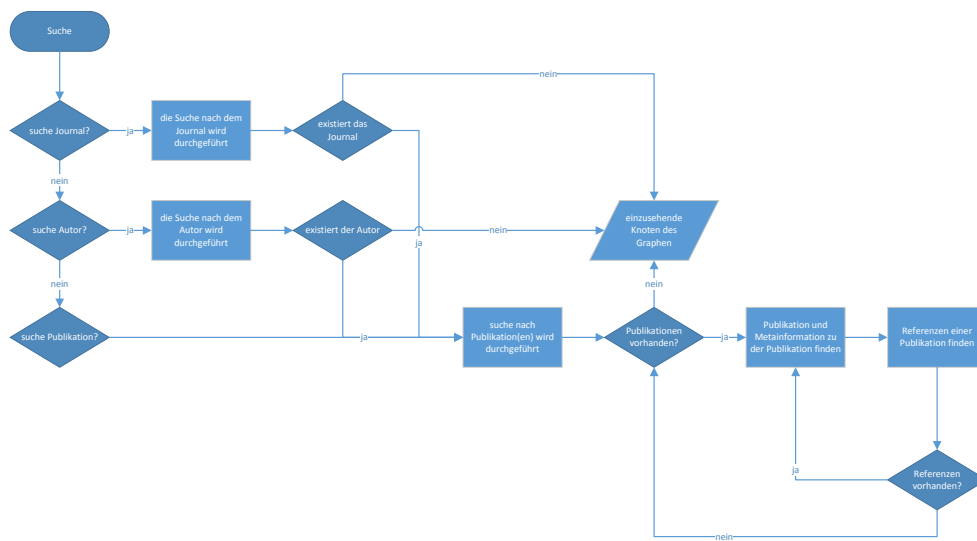 Suche
nein
suche Journal?
ja
die Suche nach dem
Journal wird
durchgeführt
existiert das
Journal
nein
suche Autor?
ja
die Suche nach dem
Autor wird
durchgeführt
existiert der Autor
nein
ja
einzusehende
Knoten des
Graphen
nein
nein
suche Publikation?
ja
suche nach
Publikation(en) wird
durchgeführt
Publikationen
vorhanden?
ja
Publikation und
Metainformation zu
der Publikation finden
Referenzen einer
Publikation finden
ja
Referenzen
vorhanden?
nein